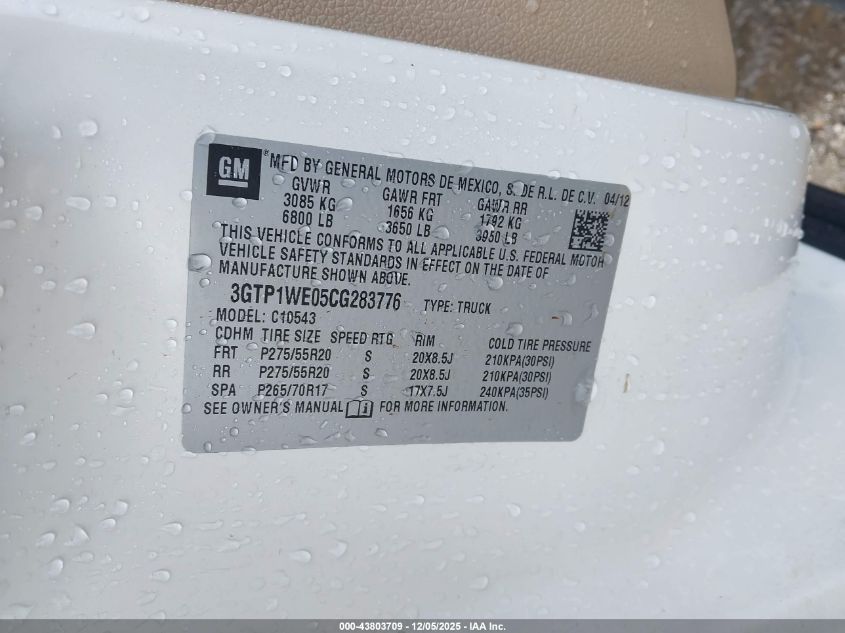 GM ® MFD BY GENERAL MOTORS DE MEXICO, S. DE R.L. DE C.V. 04/12
GVWR GAWR FRT GAWR RR
3085 KG 1656 KG 1792 KG
6800 LB 3650 LB 3950 LB
THIS VEHICLE CONFORMS TO ALL APPLICABLE U.S. FEDERAL MOTOR
VEHICLE SAFETY STANDARDS IN EFFECT ON THE DATE OF
MANUFACTURE SHOWN ABOVE.
3GTP1WE05CG283776 TYPE: TRUCK
MODEL: C10543
CDHM TIRE SIZE SPEED RTG RIM COLD TIRE PRESSURE
FRT P275/55R20 S 20X8.5J 210KPA(30PSI)
RR P275/55R20 S 20X8.5J 210KPA(30PSI)
SPA P265/70R17 S 17X7.5J 240KPA(35PSI)
SEE OWNER'S MANUAL FOR MORE INFORMATION.
000-43803709 - 12/05/2025 - IAA Inc.